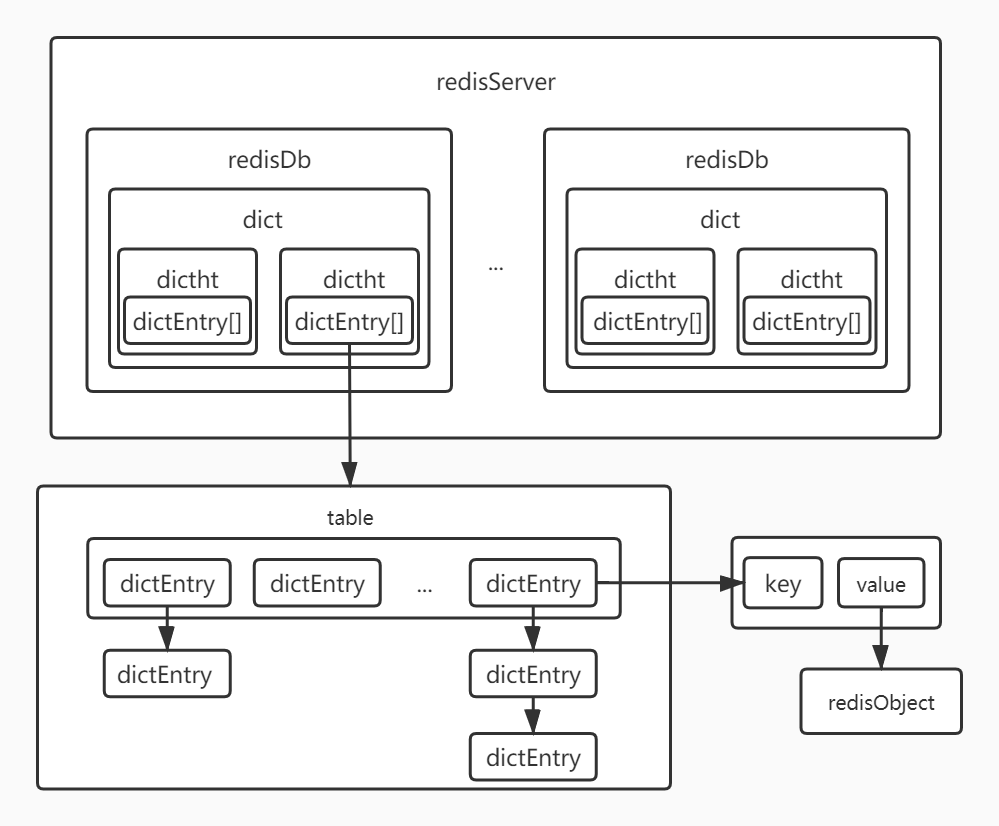 redisServer
redisDb
redisDb
dict
dict
dictht
dictht
...
dictht
dictht
dictEntry[]
dictEntry[]
dictEntry[]
dictEntry[]
table
dictEntry
dictEntry
...
dictEntry
key
value
dictEntry
dictEntry
redisObject
dictEntry